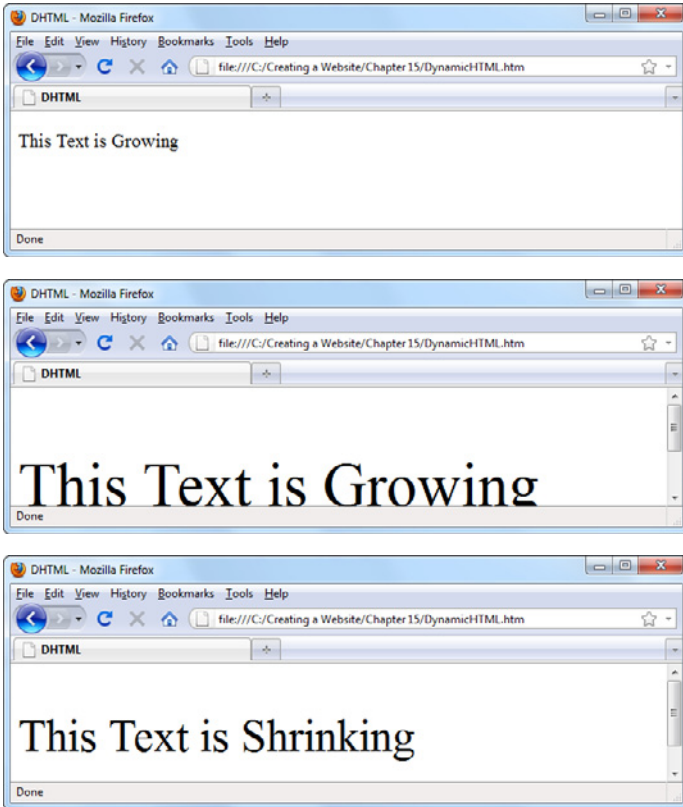 DHTML - Mozilla Firefox
File Edit View History Bookmarks Tools Help
file:///C:/Creating a Website/Chapter 15/DynamicHTML.htm
DHTML
This Text is Growing
Done
DHTML - Mozilla Firefox
File Edit View History Bookmarks Tools Help
file:///C:/Creating a Website/Chapter 15/DynamicHTML.htm
DHTML
This Text is Growing
Done
DHTML - Mozilla Firefox
File Edit View History Bookmarks Tools Help
file:///C:/Creating a Website/Chapter 15/DynamicHTML.htm
DHTML
This Text is Shrinking
Done